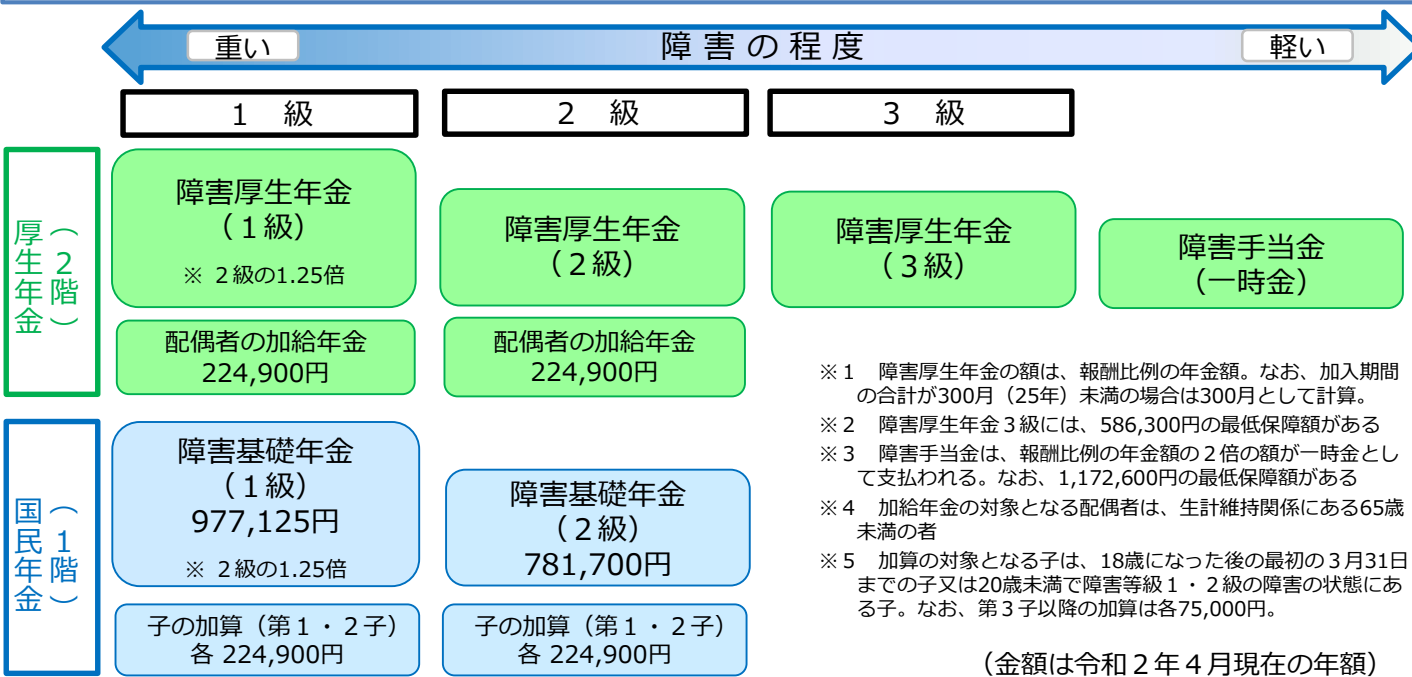 重い
障害の程度
軽い
１　級
２　級
３　級
厚生年金
（２階）
障害厚生年金
（１級）
※ ２級の1.25倍
障害厚生年金
（２級）
障害厚生年金
（３級）
障害手当金
（一時金）
配偶者の加給年金
224,900円
配偶者の加給年金
224,900円
国民年金
（１階）
障害基礎年金
（１級）
977,125円
※ ２級の1.25倍
障害基礎年金
（２級）
781,700円
子の加算（第１・２子）
各 224,900円
子の加算（第１・２子）
各 224,900円
※１　障害厚生年金の額は、報酬比例の年金額。なお、加入期間
の合計が300月（25年）未満の場合は300月として計算。
※２　障害厚生年金３級には、586,300円の最低保障額がある
※３　障害手当金は、報酬比例の年金額の２倍の額が一時金とし
て支払われる。なお、1,172,600円の最低保障額がある
※４　加給年金の対象となる配偶者は、生計維持関係にある65歳
未満の者
※５　加算の対象となる子は、18歳になった後の最初の３月31日
までの子又は20歳未満で障害等級１・２級の障害の状態にあ
る子。なお、第３子以降の加算は各75,000円。
（金額は令和２年４月現在の年額）